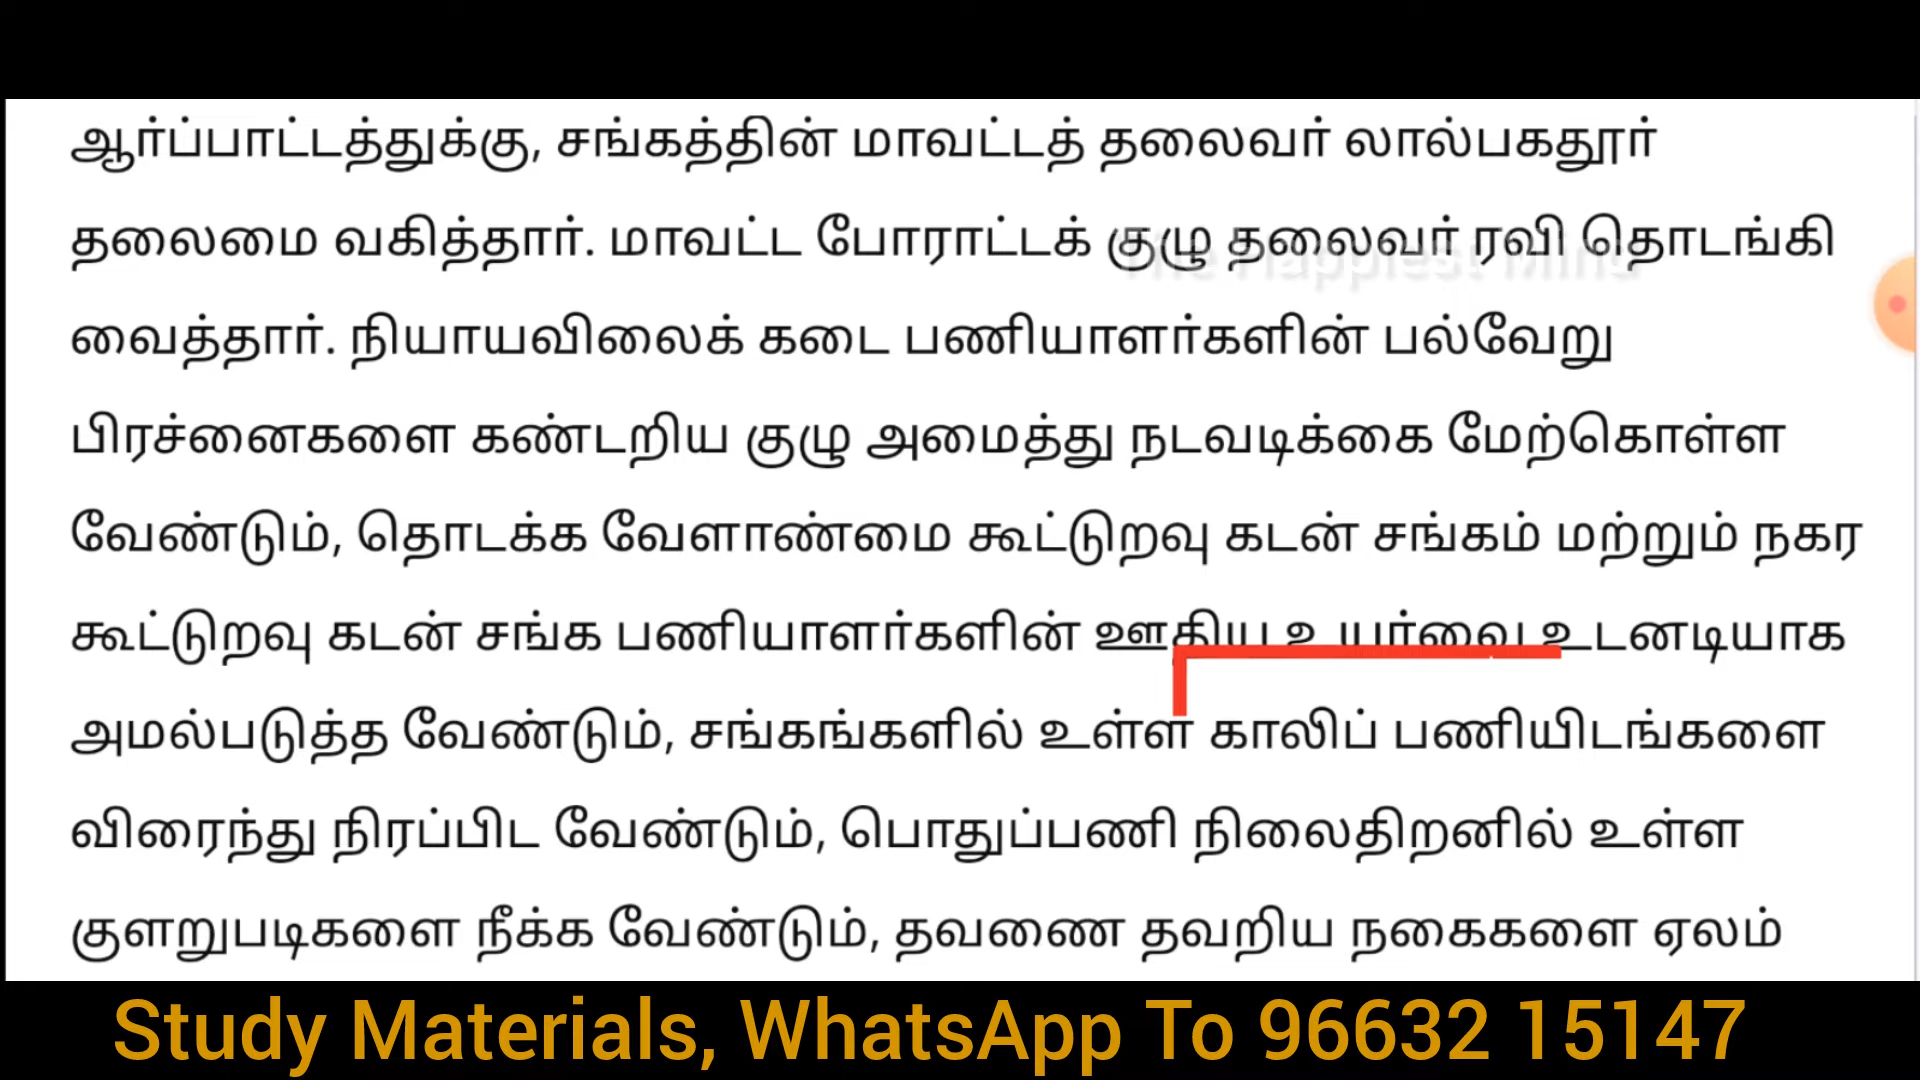 ஆர்ப்பாட்டத்துக்கு, சங்கத்தின் மாவட்டத் தலைவர் லால்பகதூர்
தலைமை வகித்தார். மாவட்ட போராட்டக் குழு தலைவர் ரவி தொடங்கி
The Happiest Mind
வைத்தார். நியாயவிலைக் கடை பணியாளர்களின் பல்வேறு
பிரச்னைகளை கண்டறிய குழு அமைத்து நடவடிக்கை மேற்கொள்ள
வேண்டும், தொடக்க வேளாண்மை கூட்டுறவு கடன் சங்கம் மற்றும் நகர
கூட்டுறவு கடன் சங்க பணியாளர்களின் ஊதிய உயர்வை உடனடியாக
அமல்படுத்த வேண்டும், சங்கங்களில் உள்ள காலிப் பணியிடங்களை
விரைந்து நிரப்பிட வேண்டும், பொதுப்பணி நிலைதிறனில் உள்ள
குளறுபடிகளை நீக்க வேண்டும், தவணை தவறிய நகைகளை ஏலம்
Study Materials, WhatsApp To 96632 15147